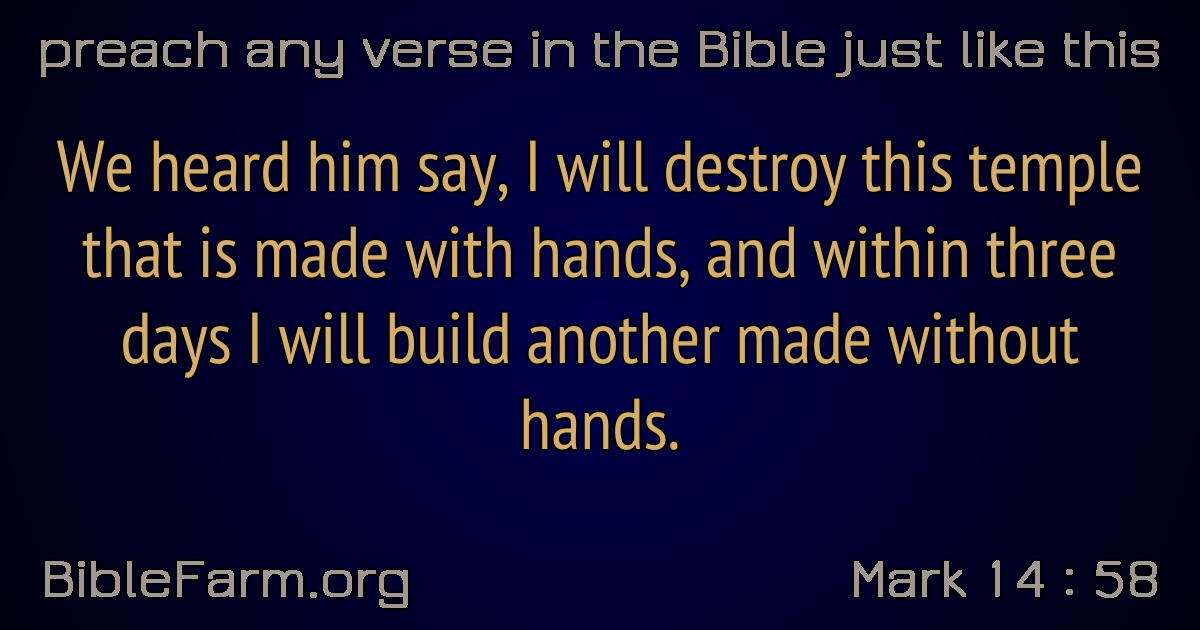 preach any verse in the Bible just like this
We heard him say, I will destroy this temple
that is made with hands, and within three
days I will build another made without
hands.
BibleFarm.org
Mark 14 : 58